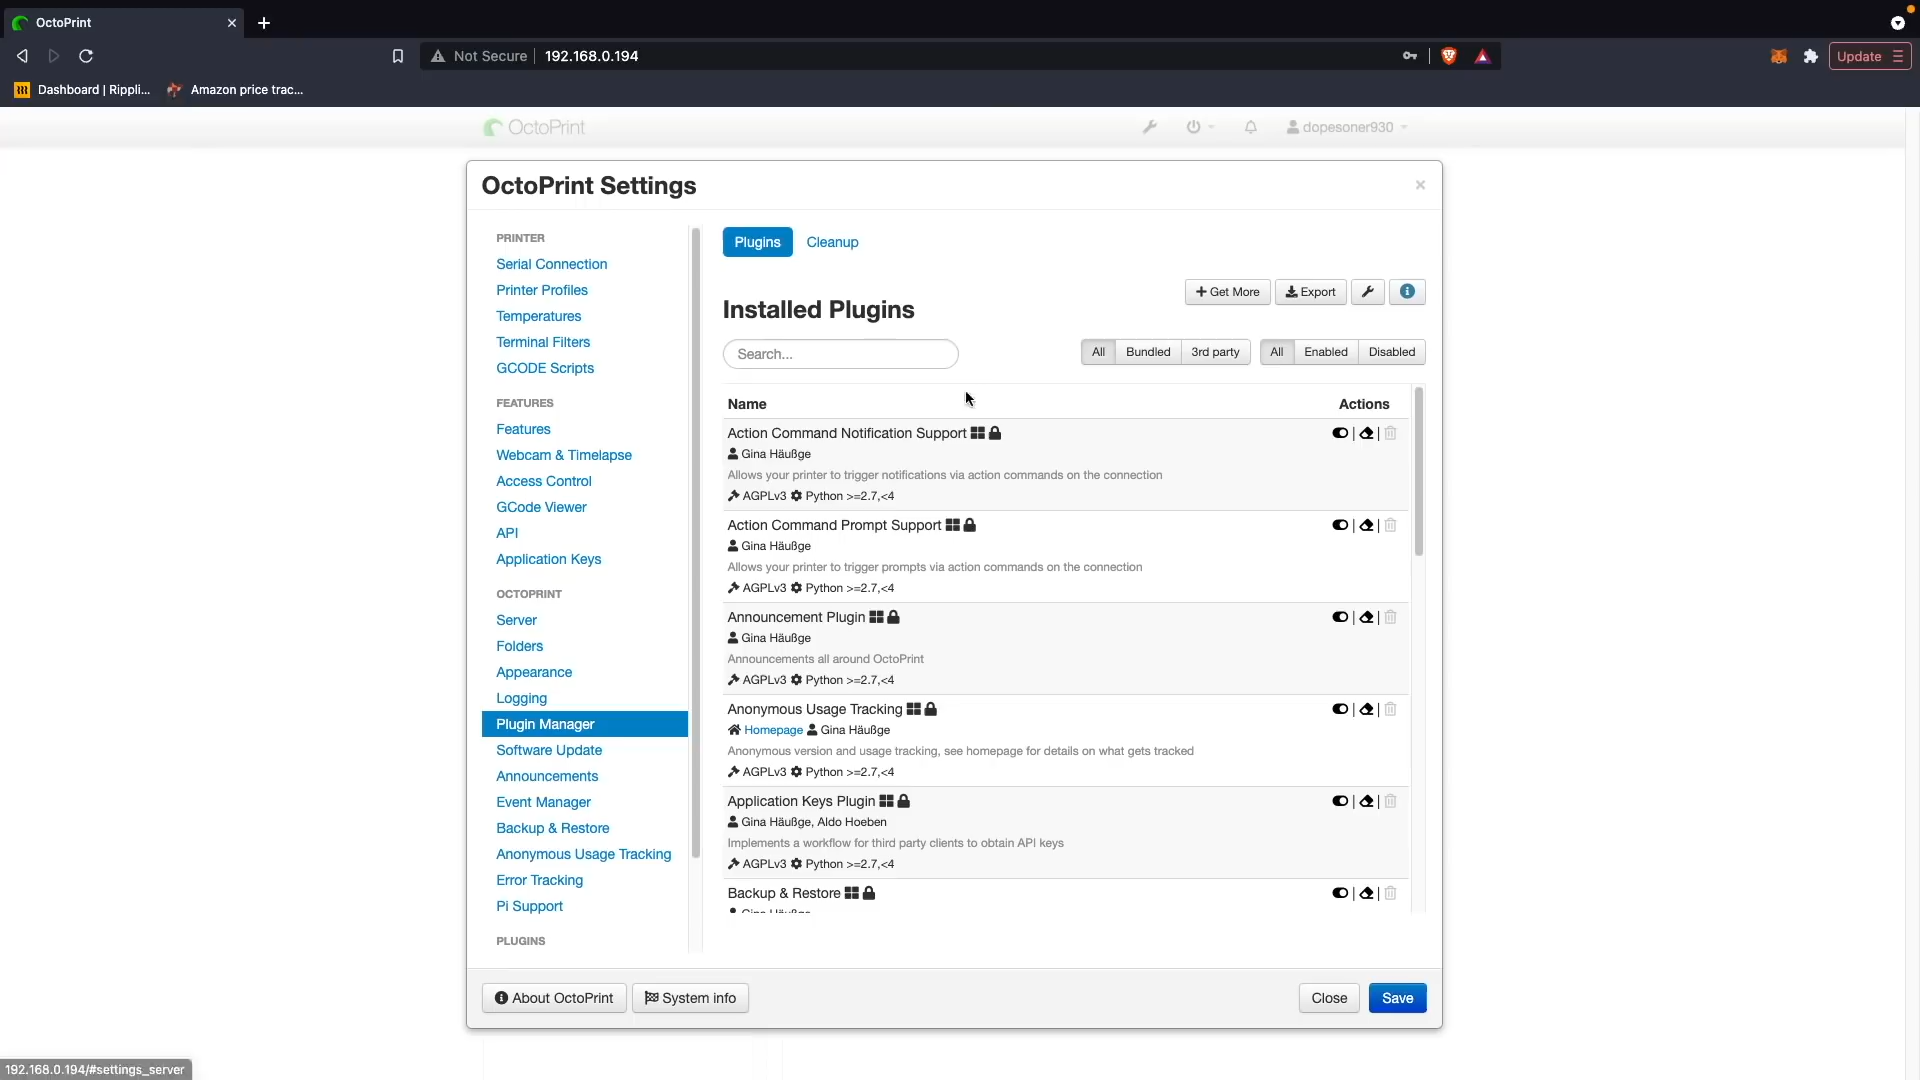 OctoPrint
Not Secure 192.168.0.194
Update
Dashboard | Rippli...
Amazon price trac...
OctoPrint
dopesoner930
OctoPrint Settings
×
PRINTER
Serial Connection
Printer Profiles
Temperatures
Terminal Filters
GCODE Scripts
FEATURES
Features
Webcam & Timelapse
Access Control
GCode Viewer
API
Application Keys
OCTOPRINT
Server
Folders
Appearance
Logging
Plugin Manager
Software Update
Announcements
Event Manager
Backup & Restore
Anonymous Usage Tracking
Error Tracking
Pi Support
PLUGINS
Plugins Cleanup
+ Get More Export
Installed Plugins
Search...
All Bundled 3rd party All Enabled Disabled
Name Actions
Action Command Notification Support
Gina Häußge
Allows your printer to trigger notifications via action commands on the connection
AGPLv3 Python >=2.7,<4
Action Command Prompt Support
Gina Häußge
Allows your printer to trigger prompts via action commands on the connection
AGPLv3 Python >=2.7,<4
Announcement Plugin
Gina Häußge
Announcements all around OctoPrint
AGPLv3 Python >=2.7,<4
Anonymous Usage Tracking
Homepage Gina Häußge
Anonymous version and usage tracking, see homepage for details on what gets tracked
AGPLv3 Python >=2.7,<4
Application Keys Plugin
Gina Häußge, Aldo Hoeben
Implements a workflow for third party clients to obtain API keys
AGPLv3 Python >=2.7,<4
Backup & Restore
Gina Häußge
About OctoPrint System info Close Save
192.168.0.194/#settings_server